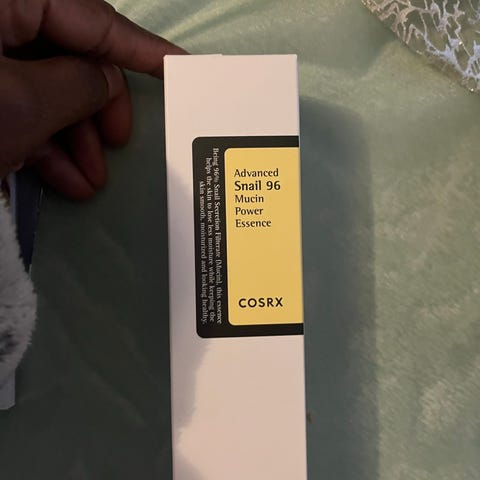 Advanced
Snail 96
Mucin
Power
Essence
COSRX
Being 96% Snail Secretion Filtrate (Mucin), this essence
helps the skin to lose less moisture while keeping the
skin smooth, moisturized and looking healthy.